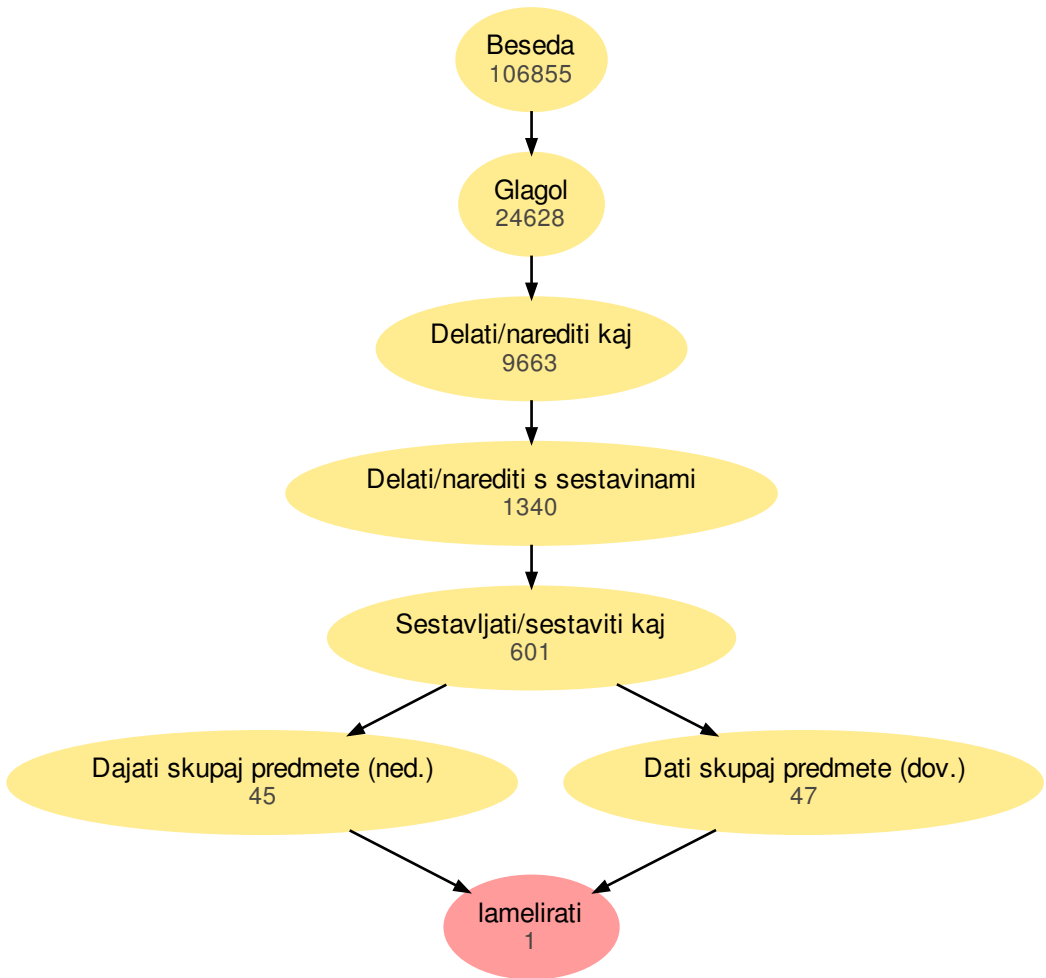 Beseda
106855
Glagol
24628
Delati/narediti kaj
9663
Delati/narediti s sestavinami
1340
Sestavljati/sestaviti kaj
601
Dajati skupaj predmete (ned.)
45
Dati skupaj predmete (dov.)
47
lamelirati
1